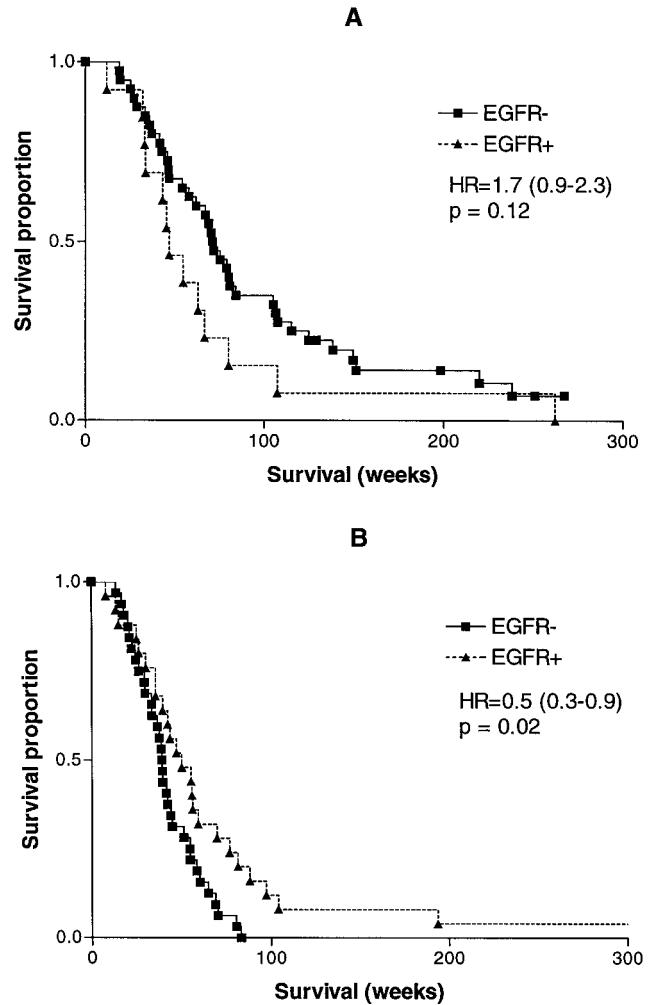 A
1.0
0.5
0.0
Survival proportion
EGFR-
EGFR+
HR=1.7 (0.9-2.3)
p = 0.12
0 100 200 300
Survival (weeks)
B
1.0
0.5
0.0
Survival proportion
EGFR-
EGFR+
HR=0.5 (0.3-0.9)
p = 0.02
0 100 200 300
Survival (weeks)